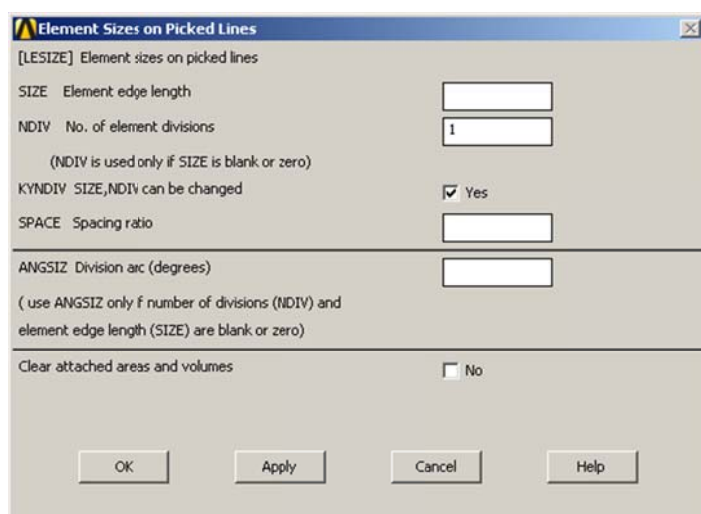 Element Sizes on Picked Lines
[LESIZE] Element sizes on picked lines
SIZE Element edge length
NDIV No. of element divisions 1
(NDIV is used only if SIZE is blank or zero)
KYNDIV SIZE,NDIV can be changed Yes
SPACE Spacing ratio
ANGSIZ Division arc (degrees)
( use ANGSIZ only f number of divisions (NDIV) and
element edge length (SIZE) are blank or zero)
Clear attached areas and volumes No
OK Apply Cancel Help